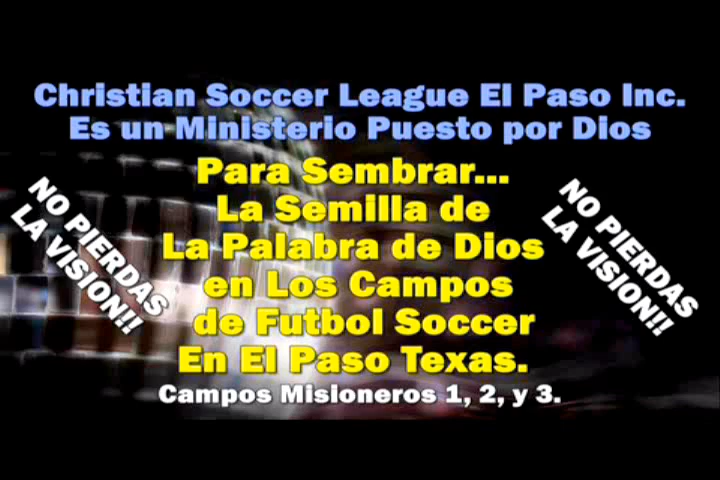 Christian Soccer League El Paso Inc.
Es un Ministerio Puesto por Dios
Para Sembrar...
La Semilla de
La Palabra de Dios
en Los Campos
de Futbol Soccer
En El Paso Texas.
Campos Misioneros 1, 2, y 3.
NO PIERDAS
LA VISION!!
NO PIERDAS
LA VISION!!